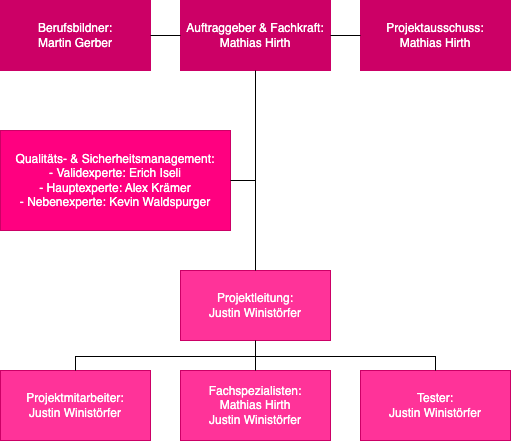 Berufsbildner:
Martin Gerber
Auftraggeber & Fachkraft:
Mathias Hirth
Projektausschuss:
Mathias Hirth
Qualitäts- & Sicherheitsmanagement:
- Validexperte: Erich Iseli
- Hauptexperte: Alex Krämer
- Nebenexperte: Kevin Waldspurger
Projektleitung:
Justin Winistörfer
Projektmitarbeiter:
Justin Winistörfer
Fachspezialisten:
Mathias Hirth
Justin Winistörfer
Tester:
Justin Winistörfer